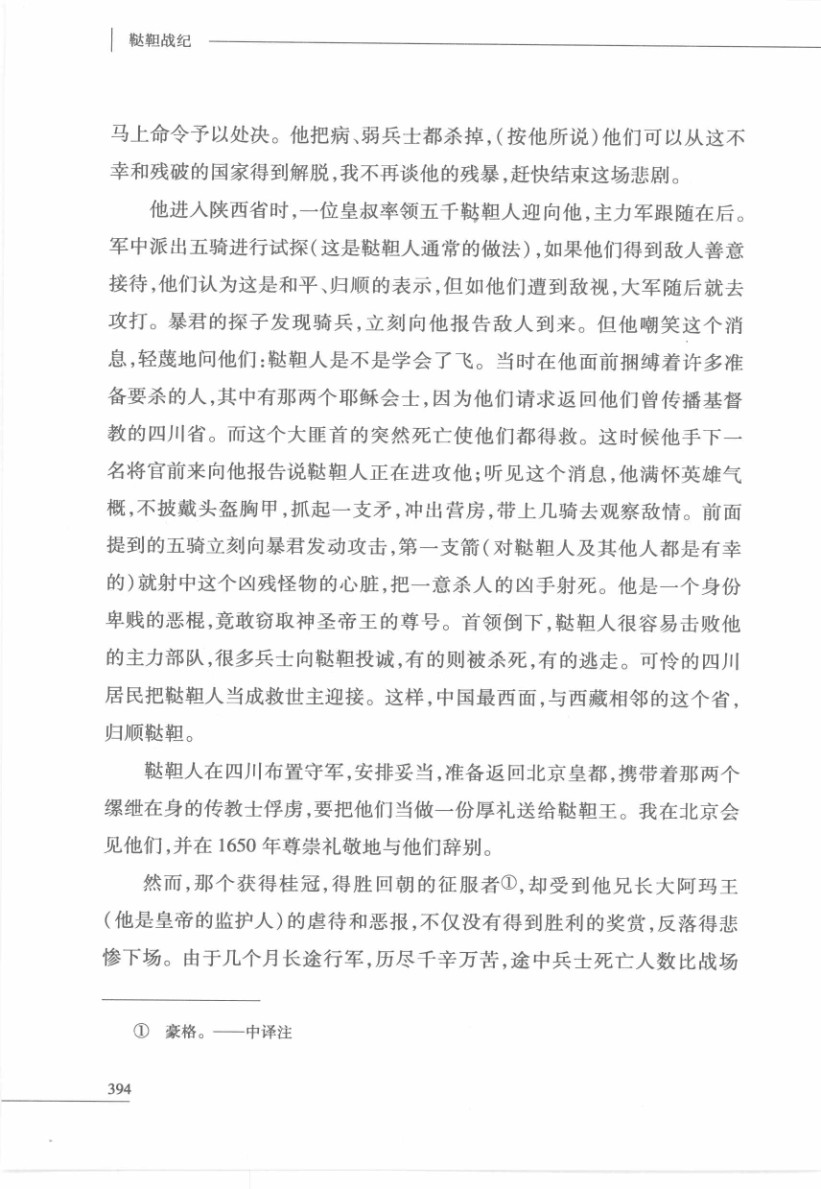 鞑靼战纪
马上命令予以处决。他把病、弱兵士都杀掉,(按他所说)他们可以从这不
幸和残破的国家得到解脱,我不再谈他的残暴,赶快结束这场悲剧。
他进入陕西省时,一位皇叔率领五千鞑靼人迎向他,主力军跟随在后。
军中派出五骑进行试探(这是鞑靼人通常的做法),如果他们得到敌人善意
接待,他们认为这是和平、归顺的表示,但如他们遭到敌视,大军随后就去
攻打。暴君的探子发现骑兵,立刻向他报告敌人到来。但他嘲笑这个消
息,轻蔑地问他们:鞑靼人是不是学会了飞。当时在他面前捆缚着许多准
备要杀的人,其中有那两个耶稣会士,因为他们请求返回他们曾传播基督
教的四川省。而这个大匪首的突然死亡使他们都得救。这时候他手下一
名将官前来向他报告说鞑靼人正在进攻他;听见这个消息,他满怀英雄气
概,不披戴头盔胸甲,抓起一支矛,冲出营房,带上几骑去观察敌情。前面
提到的五骑立刻向暴君发动攻击,第一支箭(对鞑靼人及其他人都是有幸
的)就射中这个凶残怪物的心脏,把一意杀人的凶手射死。他是一个身份
卑贱的恶棍,竟敢窃取神圣帝王的尊号。首领倒下,鞑靼人很容易击败他
的主力部队,很多兵士向鞑靼投诚,有的则被杀死,有的逃走。可怜的四川
居民把鞑靼人当成救世主迎接。这样,中国最西面,与西藏相邻的这个省,
归顺鞑靼。
鞑靼人在四川布置守军,安排妥当,准备返回北京皇都,携带着那两个
缧绁在身的传教士俘虏,要把他们当做一份厚礼送给鞑靼王。我在北京会
见他们,并在 1650 年尊崇礼敬地与他们辞别。
然而,那个获得桂冠,得胜回朝的征服者①,却受到他兄长大阿玛王
(他是皇帝的监护人)的虐待和恶报,不仅没有得到胜利的奖赏,反落得悲
惨下场。由于几个月长途行军,历尽千辛万苦,途中兵士死亡人数比战场
① 豪格。——中译注
394